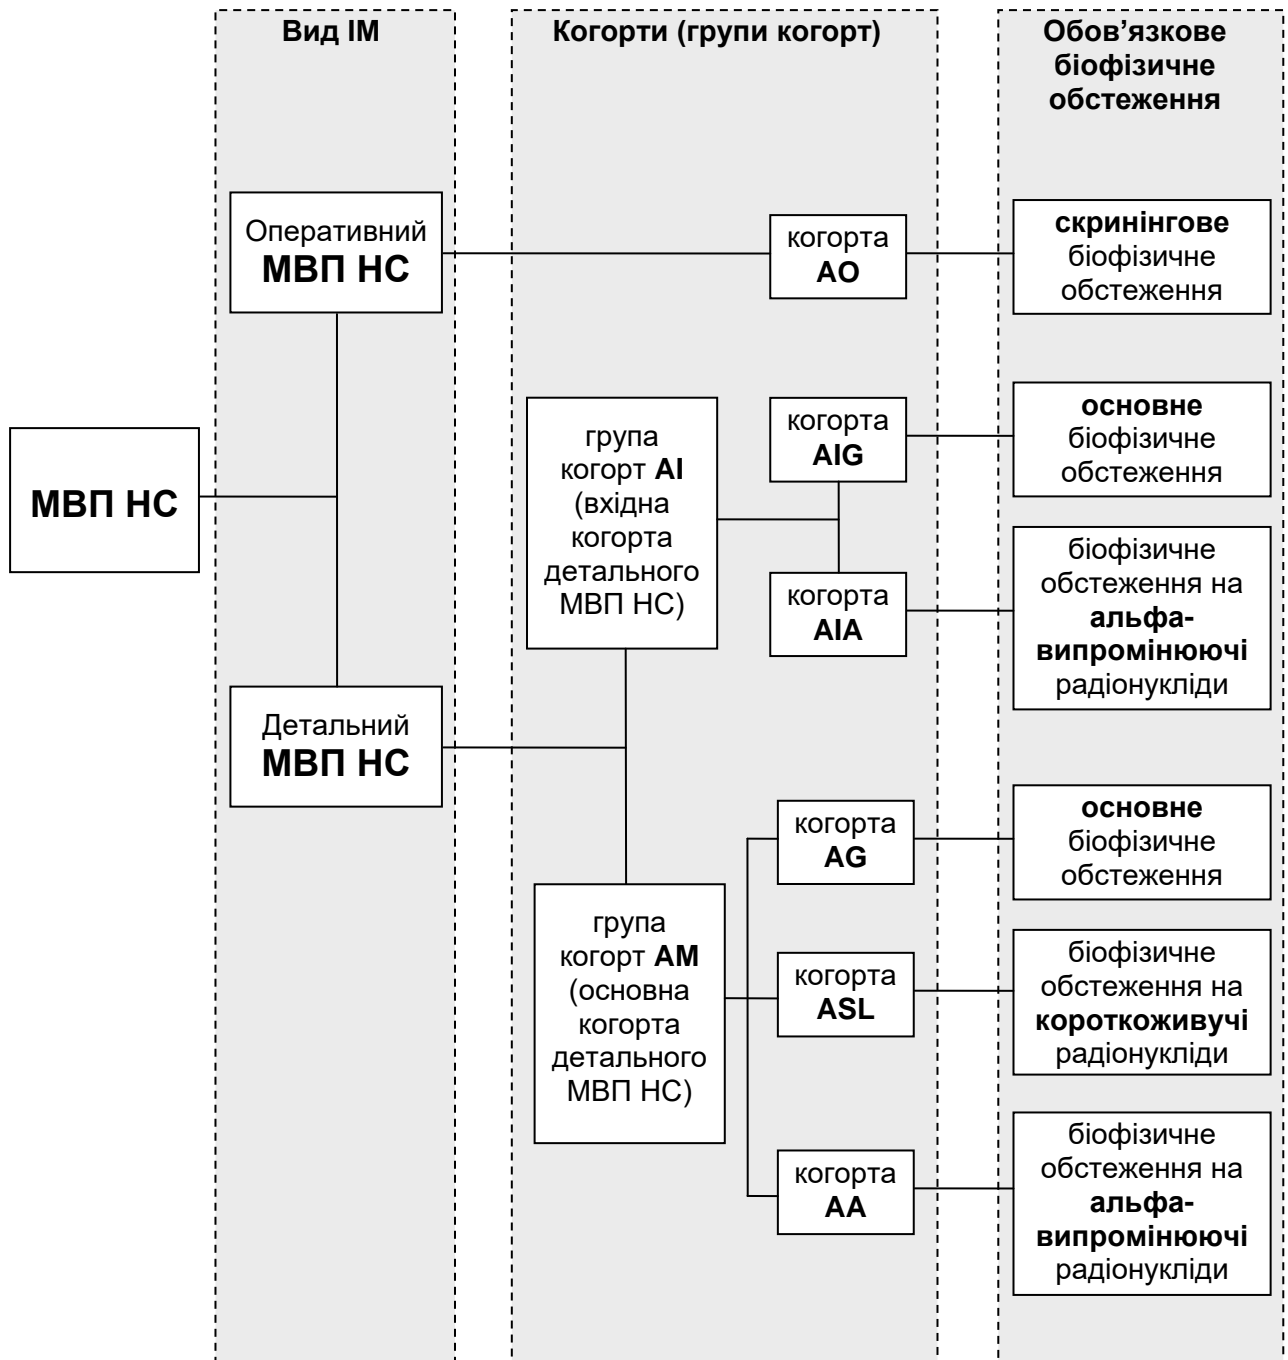 Вид ІМ
Когорти (групи когорт)
Обов’язкове
біофізичне
обстеження
Оперативний
МВП НС
когорта
AO
скринінгове
біофізичне
обстеження
МВП НС
група
когорт AI
(вхідна
когорта
детального
МВП НС)
когорта
AIG
основне
біофізичне
обстеження
когорта
AIA
біофізичне
обстеження на
альфа-
випромінюючі
радіонукліди
Детальний
МВП НС
група
когорт AM
(основна
когорта
детального
МВП НС)
когорта
AG
основне
біофізичне
обстеження
когорта
ASL
біофізичне
обстеження на
короткоживучі
радіонукліди
когорта
AA
біофізичне
обстеження на
альфа-
випромінюючі
радіонукліди